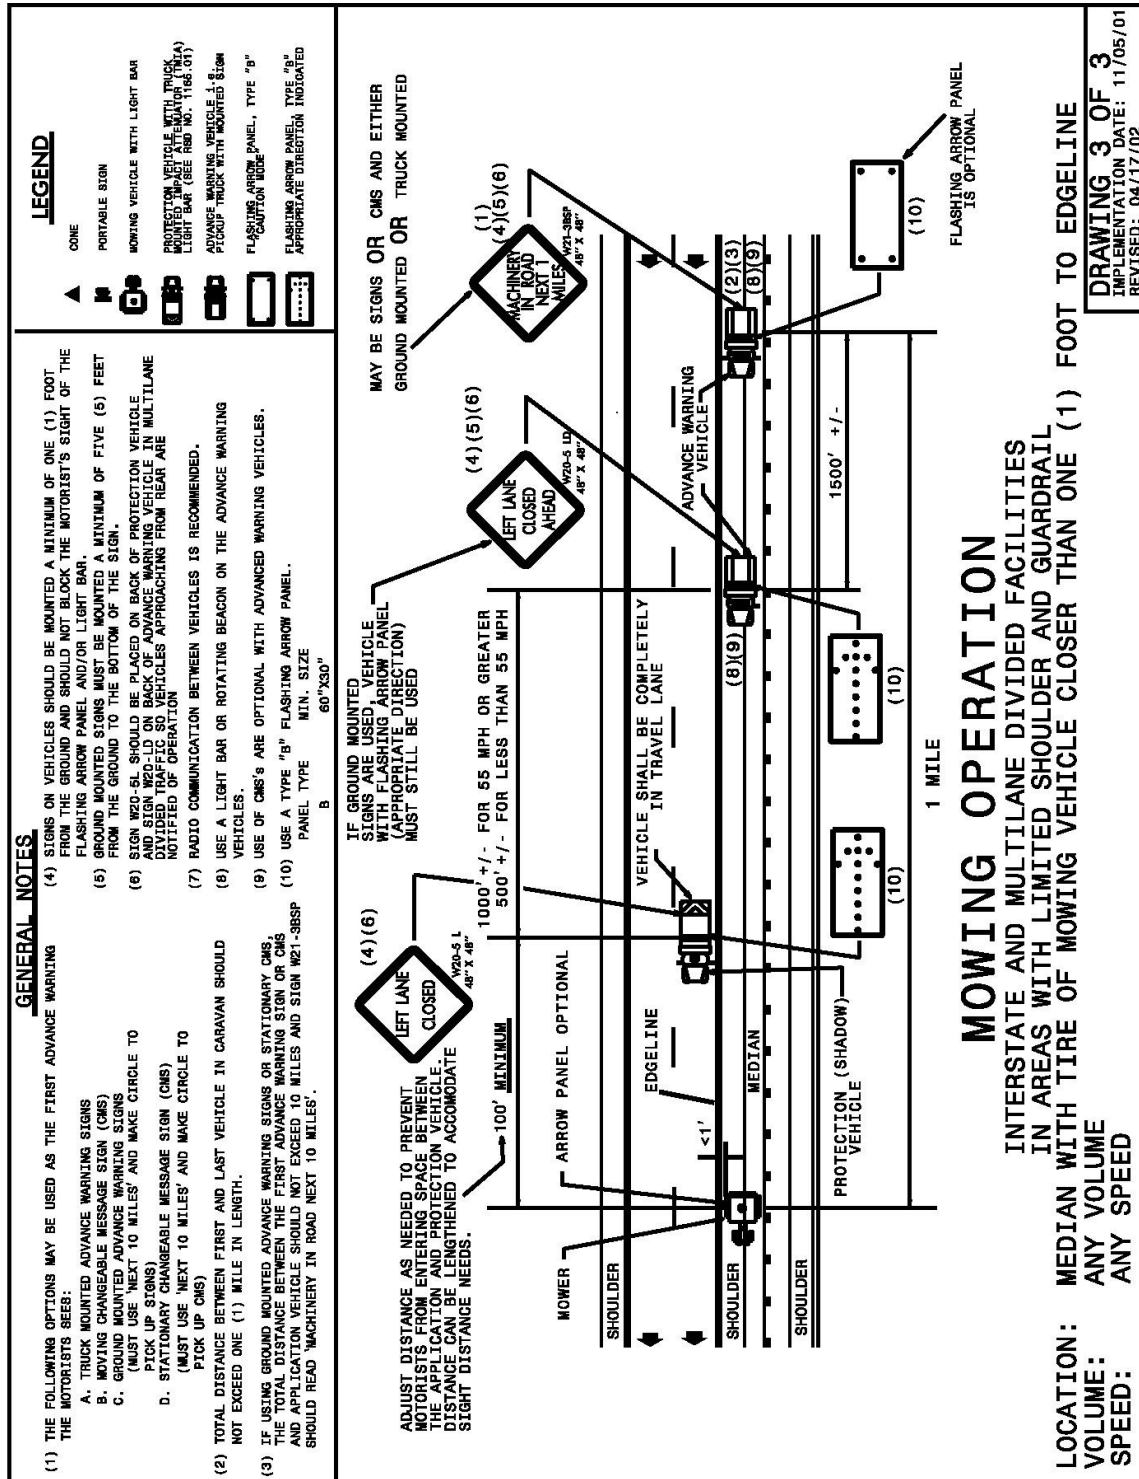 GENERAL NOTES
(1) THE FOLLOWING OPTIONS MAY BE USED AS THE FIRST ADVANCE WARNING
THE MOTORISTS SEES:
A. TRUCK MOUNTED ADVANCE WARNING SIGNS
B. MOVING CHANGEABLE MESSAGE SIGN (CMS)
C. GROUND MOUNTED ADVANCE WARNING SIGNS
(MUST USE 'NEXT 10 MILES' AND MAKE CIRCLE TO
PICK UP SIGNS)
D. STATIONARY CHANGEABLE MESSAGE SIGN (CMS)
(MUST USE 'NEXT 10 MILES' AND MAKE CIRCLE TO
PICK UP CMS)
(2) TOTAL DISTANCE BETWEEN FIRST AND LAST VEHICLE IN CARAVAN SHOULD
NOT EXCEED ONE (1) MILE IN LENGTH.
(3) IF USING GROUND MOUNTED ADVANCE WARNING SIGNS OR STATIONARY CMS,
THE TOTAL DISTANCE BETWEEN THE FIRST ADVANCE WARNING SIGN OR CMS
AND APPLICATION VEHICLE SHOULD NOT EXCEED 10 MILES AND SIGN W21-3BSP
SHOULD READ 'MACHINERY IN ROAD NEXT 10 MILES'.
(4) SIGNS ON VEHICLES SHOULD BE MOUNTED A MINIMUM OF ONE (1) FOOT
FROM THE GROUND AND SHOULD NOT BLOCK THE MOTORIST'S SIGHT OF THE
FLASHING ARROW PANEL AND/OR LIGHT BAR.
(5) GROUND MOUNTED SIGNS MUST BE MOUNTED A MINIMUM OF FIVE (5) FEET
FROM THE GROUND TO THE BOTTOM OF THE SIGN.
(6) SIGN W20-5L SHOULD BE PLACED ON BACK OF PROTECTION VEHICLE
AND SIGN W20-LD ON BACK OF ADVANCE WARNING VEHICLE IN MULTILANE
DIVIDED TRAFFIC SO VEHICLES APPROACHING FROM REAR ARE
NOTIFIED OF OPERATION
(7) RADIO COMMUNICATION BETWEEN VEHICLES IS RECOMMENDED.
(8) USE A LIGHT BAR OR ROTATING BEACON ON THE ADVANCE WARNING
VEHICLES.
(9) USE OF CMS's ARE OPTIONAL WITH ADVANCED WARNING VEHICLES.
(10) USE A TYPE "B" FLASHING ARROW PANEL.
PANEL TYPE MIN. SIZE
B 60"X30"
LEGEND
CONE
PORTABLE SIGN
MOWING VEHICLE WITH LIGHT BAR
PROTECTION VEHICLE WITH TRUCK
MOUNTED IMPACT ATTENUATOR (TMIA)
LIGHT BAR (SEE RSD NO. 1165.01)
ADVANCE WARNING VEHICLE
PICKUP TRUCK WITH MOUNTED SIGN
FLASHING ARROW PANEL, TYPE "B"
"CAUTION MODE"
FLASHING ARROW PANEL, TYPE "B"
APPROPRIATE DIRECTION INDICATED
ADJUST DISTANCE AS NEEDED TO PREVENT
MOTORISTS FROM ENTERING SPACE BETWEEN
THE APPLICATION AND PROTECTION VEHICLE.
DISTANCE CAN BE LENGTHENED TO ACCOMODATE
SIGHT DISTANCE NEEDS.
LEFT LANE
CLOSED
(4)(6)
W20-5 L
48" X 48"
IF GROUND MOUNTED
SIGNS ARE USED, VEHICLE
WITH FLASHING ARROW PANEL
(APPROPRIATE DIRECTION)
MUST STILL BE USED
LEFT LANE
CLOSED
AHEAD
(4)(5)(6)
W20-5 LD
48" X 48"
MAY BE SIGNS OR CMS AND EITHER
GROUND MOUNTED OR TRUCK MOUNTED
MACHINERY
IN ROAD
NEXT 1
MILES
(1)
(4)(5)(6)
W21-3BSP
48" X 48"
100' MINIMUM
1000' +/- FOR 55 MPH OR GREATER
500' +/- FOR LESS THAN 55 MPH
MOWER
ARROW PANEL OPTIONAL
VEHICLE SHALL BE COMPLETELY
IN TRAVEL LANE
ADVANCE WARNING
VEHICLE
SHOULDER
EDGELINE
<1'
SHOULDER
MEDIAN
(8)(9)
(2)(3)
(8)(9)
SHOULDER
PROTECTION (SHADOW)
VEHICLE
(10)
(10)
(10)
1500' +/-
FLASHING ARROW PANEL
IS OPTIONAL
1 MILE
MOWING OPERATION
INTERSTATE AND MULTILANE DIVIDED FACILITIES
IN AREAS WITH LIMITED SHOULDER AND GUARDRAIL
LOCATION: MEDIAN WITH TIRE OF MOWING VEHICLE CLOSER THAN ONE (1) FOOT TO EDGELINE
VOLUME: ANY VOLUME
SPEED: ANY SPEED
DRAWING 3 OF 3
IMPLEMENTATION DATE: 11/05/01
REVISED: 04/17/02